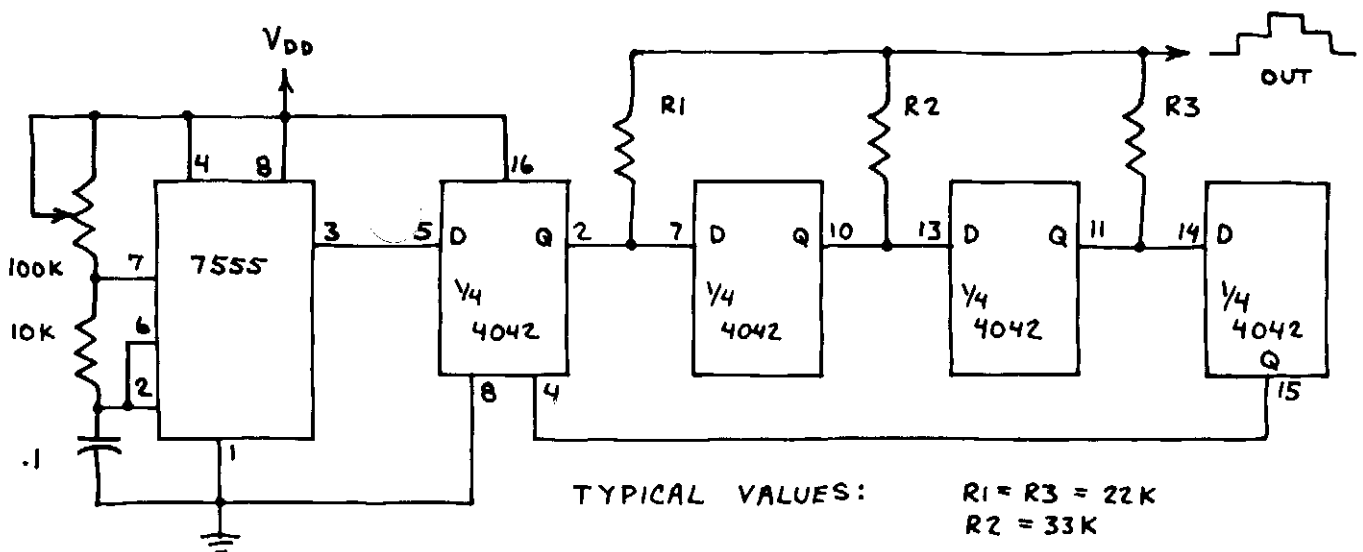 VDD
OUT
R1
R2
R3
4
8
16
100K
7
7555
3
5
D
Q
2
7
D
Q
10
13
D
Q
11
14
D
1/4
4042
1/4
4042
1/4
4042
1/4
4042
Q
10K
6
2
8
4
15
.1
1
TYPICAL VALUES: R1 = R3 = 22K
R2 = 33K